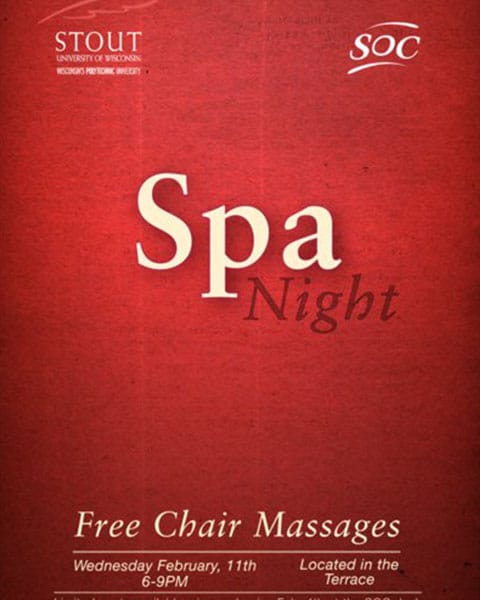 STOUT
UNIVERSITY OF WISCONSIN
WISCONSIN'S POLYTECHNIC UNIVERSITY
SOC
Spa
Night
Free Chair Massages
Wednesday February, 11th
6-9PM
Located in the
Terrace